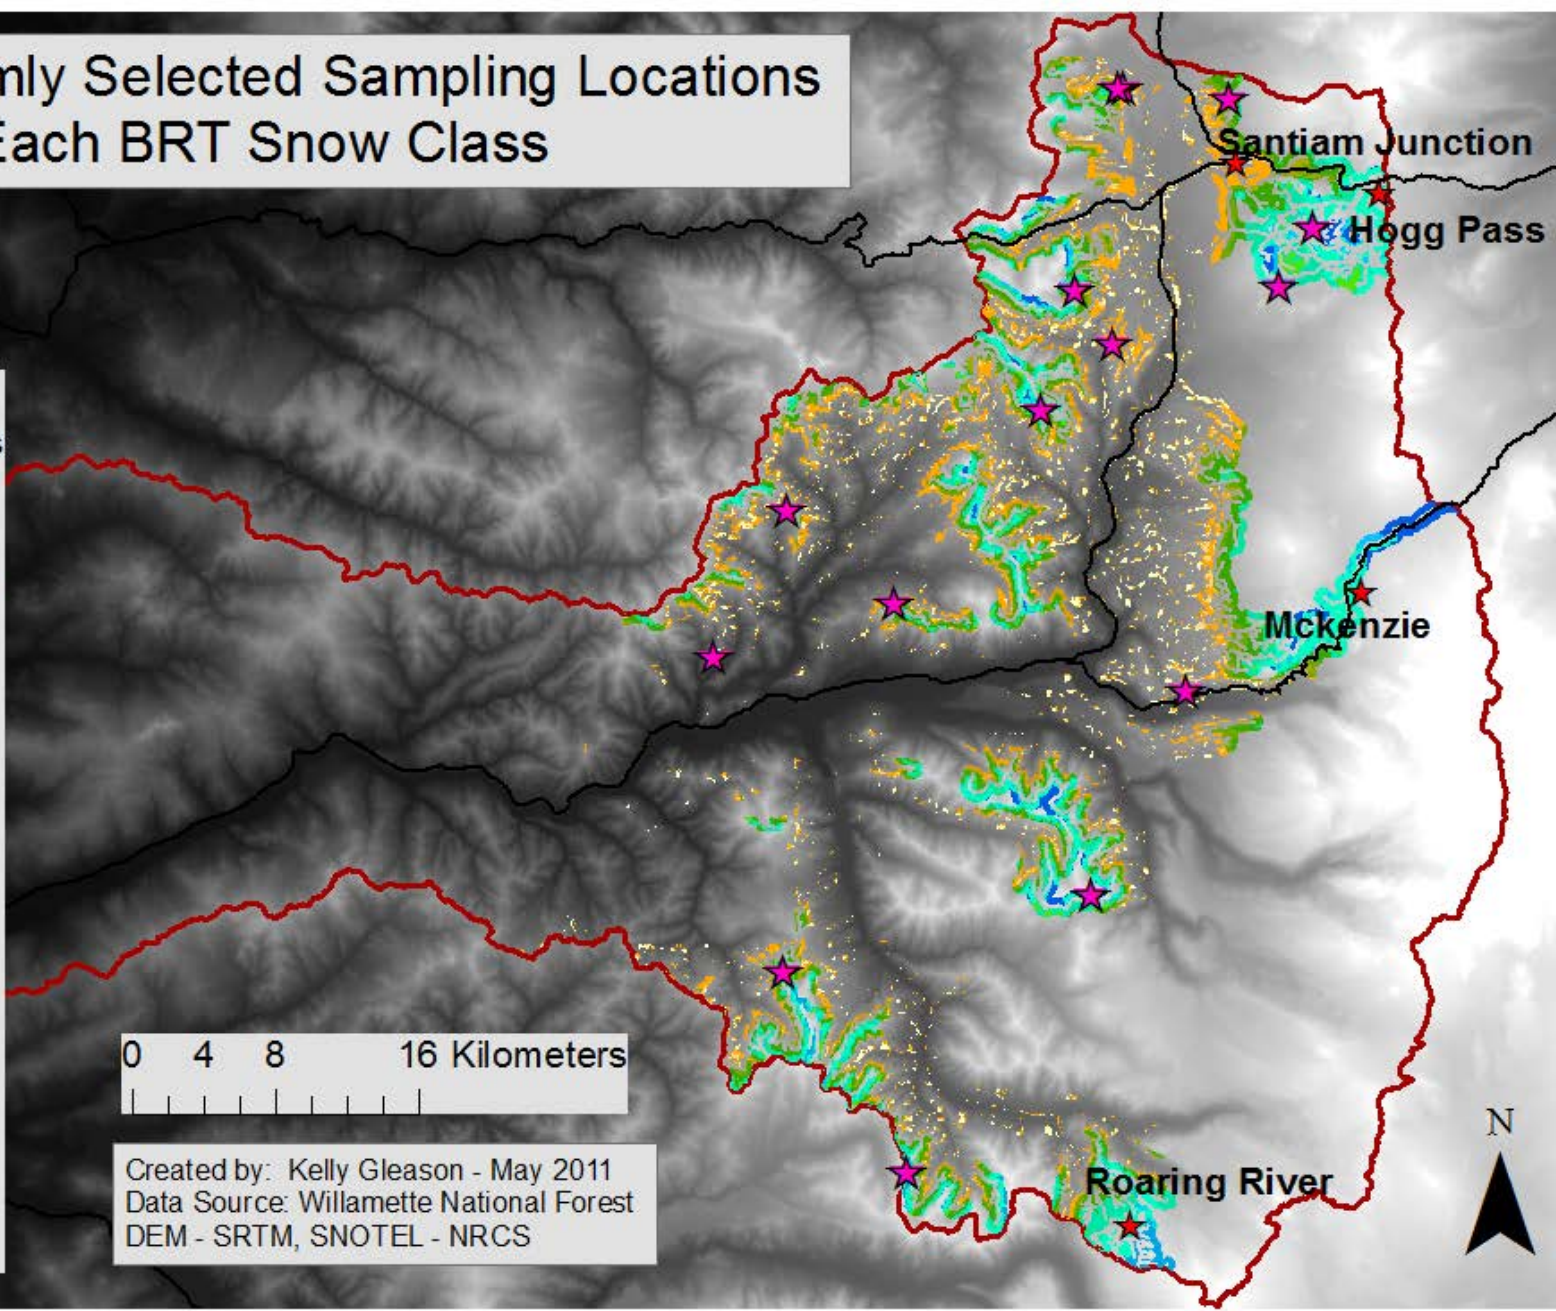 Selected Sampling Locations
Each BRT Snow Class
Santiam Junction
Hogg Pass
Mckenzie
0 4 8 16 Kilometers
Created by: Kelly Gleason - May 2011
Data Source: Willamette National Forest
DEM - SRTM, SNOTEL - NRCS
Roaring River
N